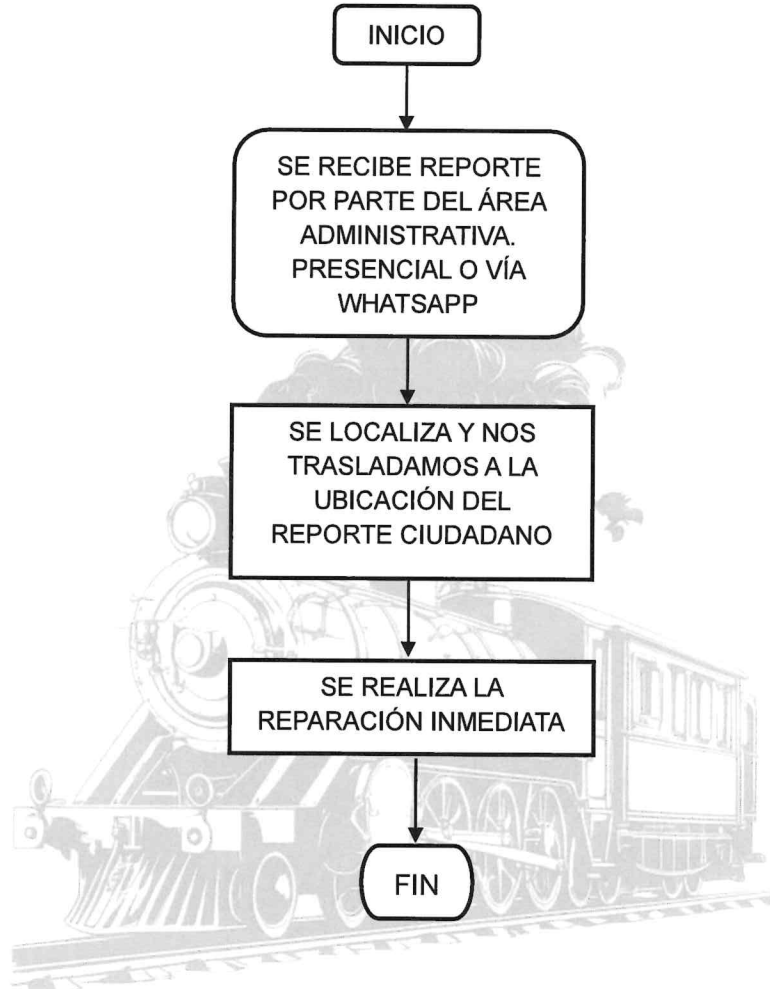 INICIO
SE RECIBE REPORTE
POR PARTE DEL ÁREA
ADMINISTRATIVA.
PRESENCIAL O VÍA
WHATSAPP
SE LOCALIZA Y NOS
TRASLADAMOS A LA
UBICACIÓN DEL
REPORTE CIUDADANO
SE REALIZA LA
REPARACIÓN INMEDIATA
FIN